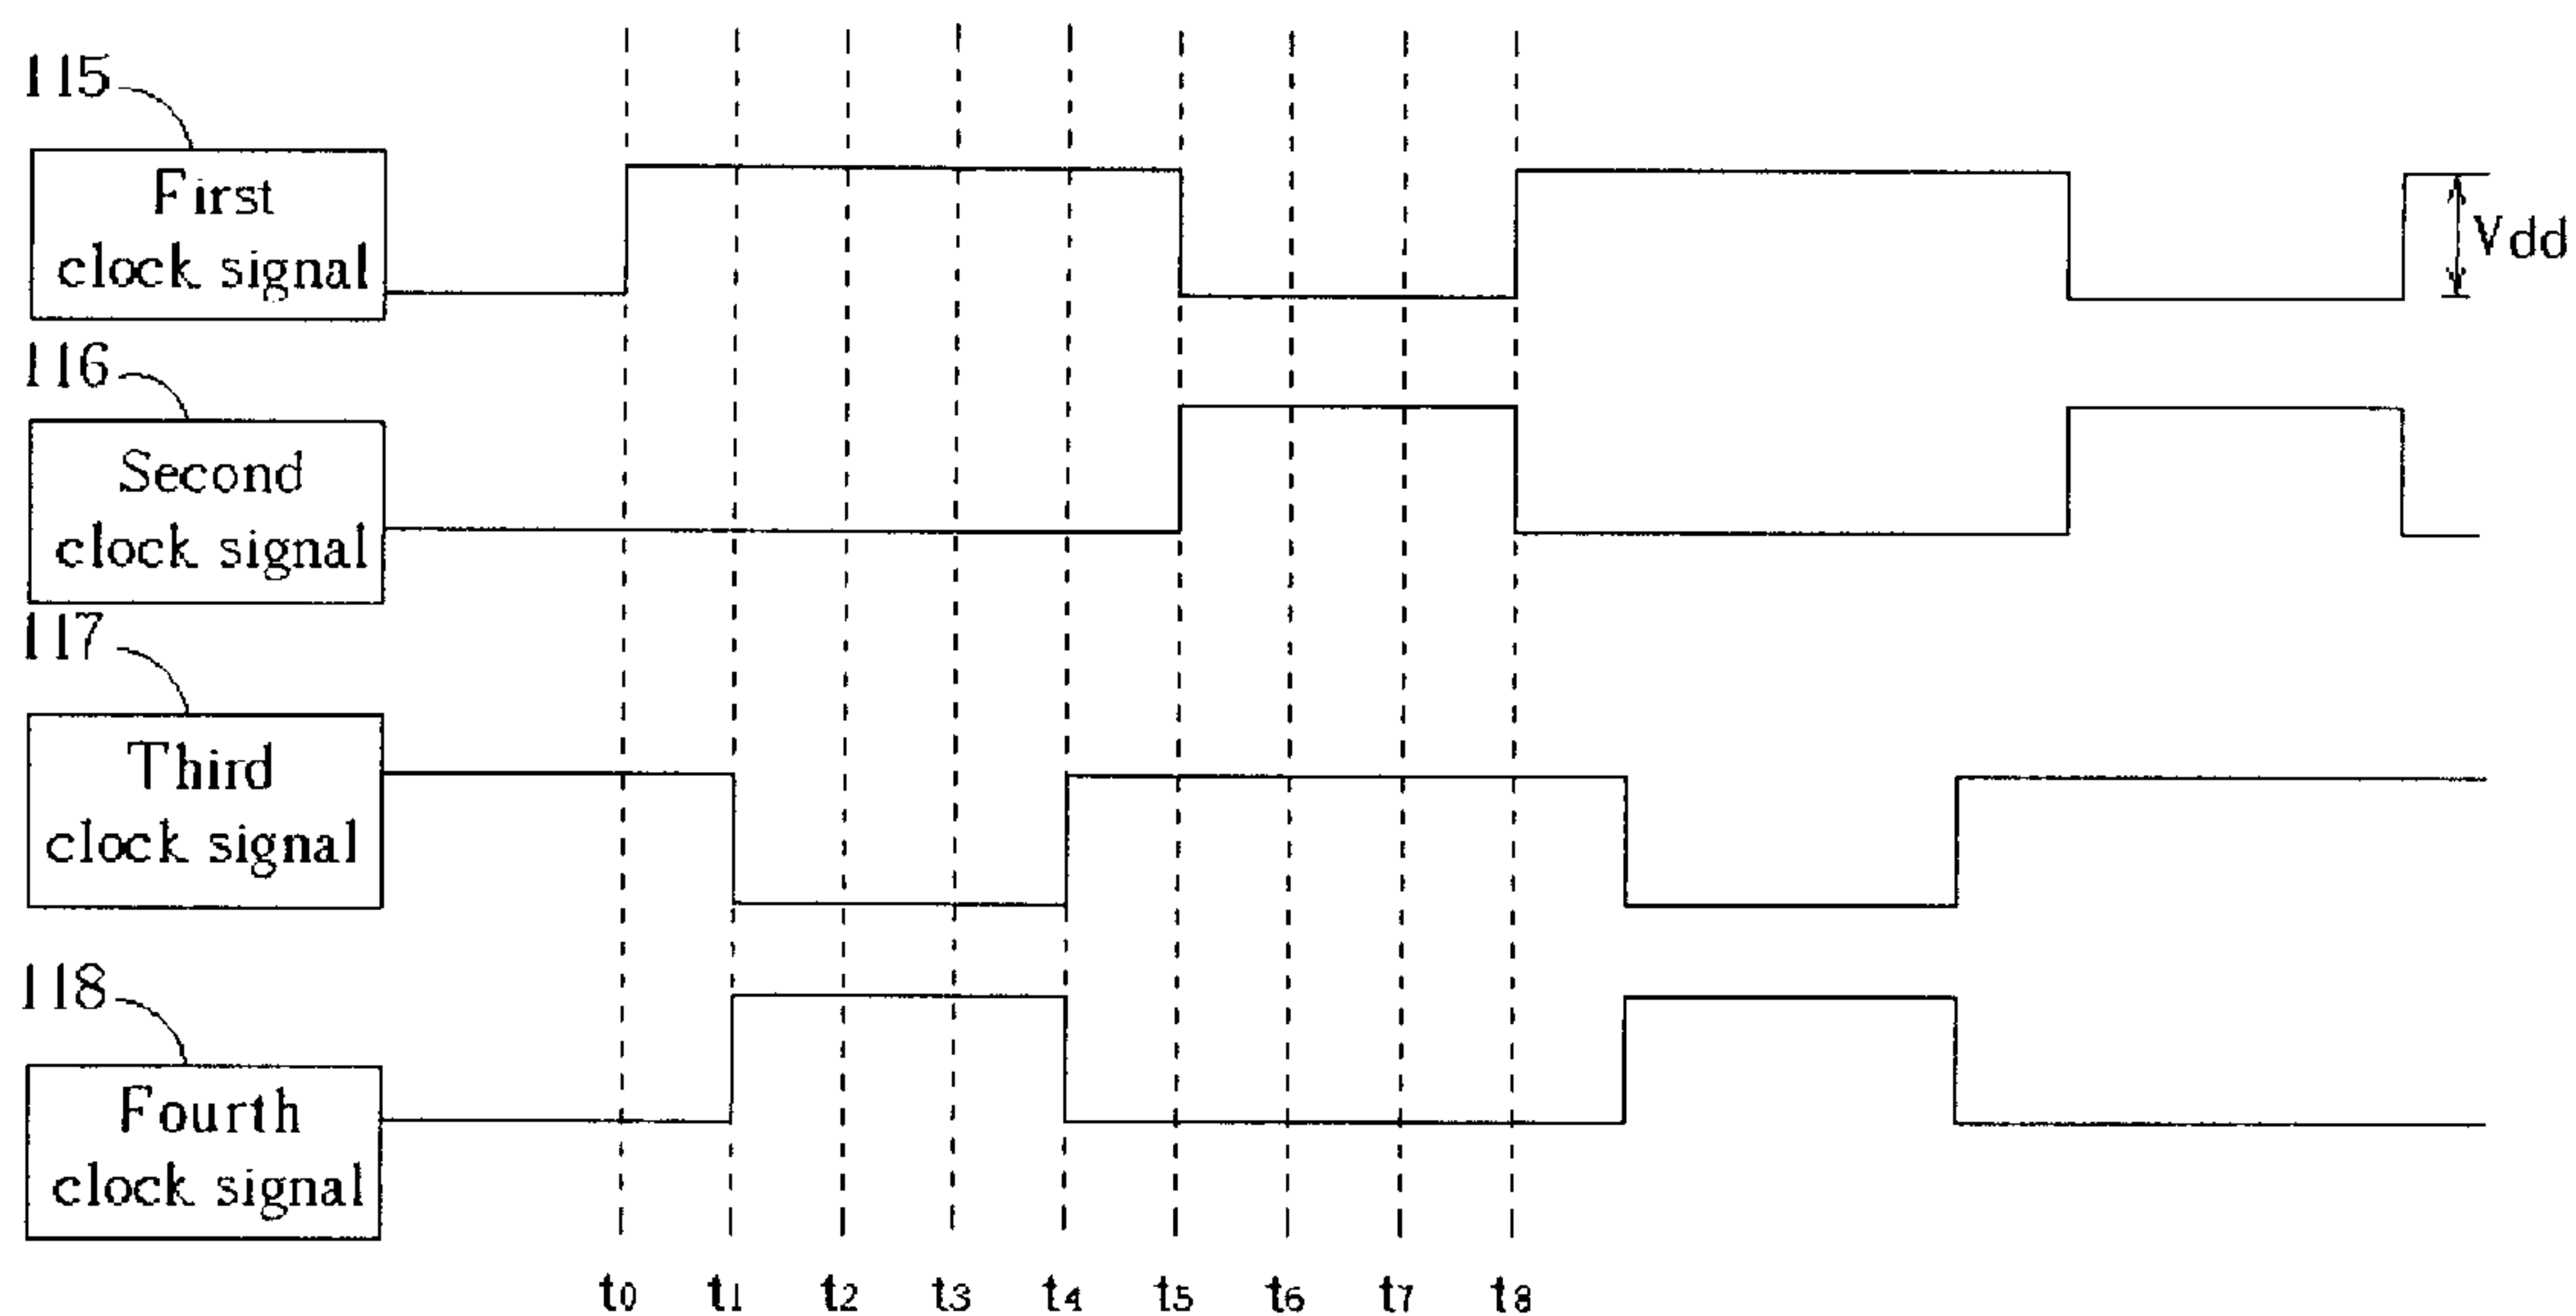 115
First
clock signal
Vdd
116
Second
clock signal
117
Third
clock signal
118
Fourth
clock signal
t0 t1 t2 t3 t4 t5 t6 t7 t8